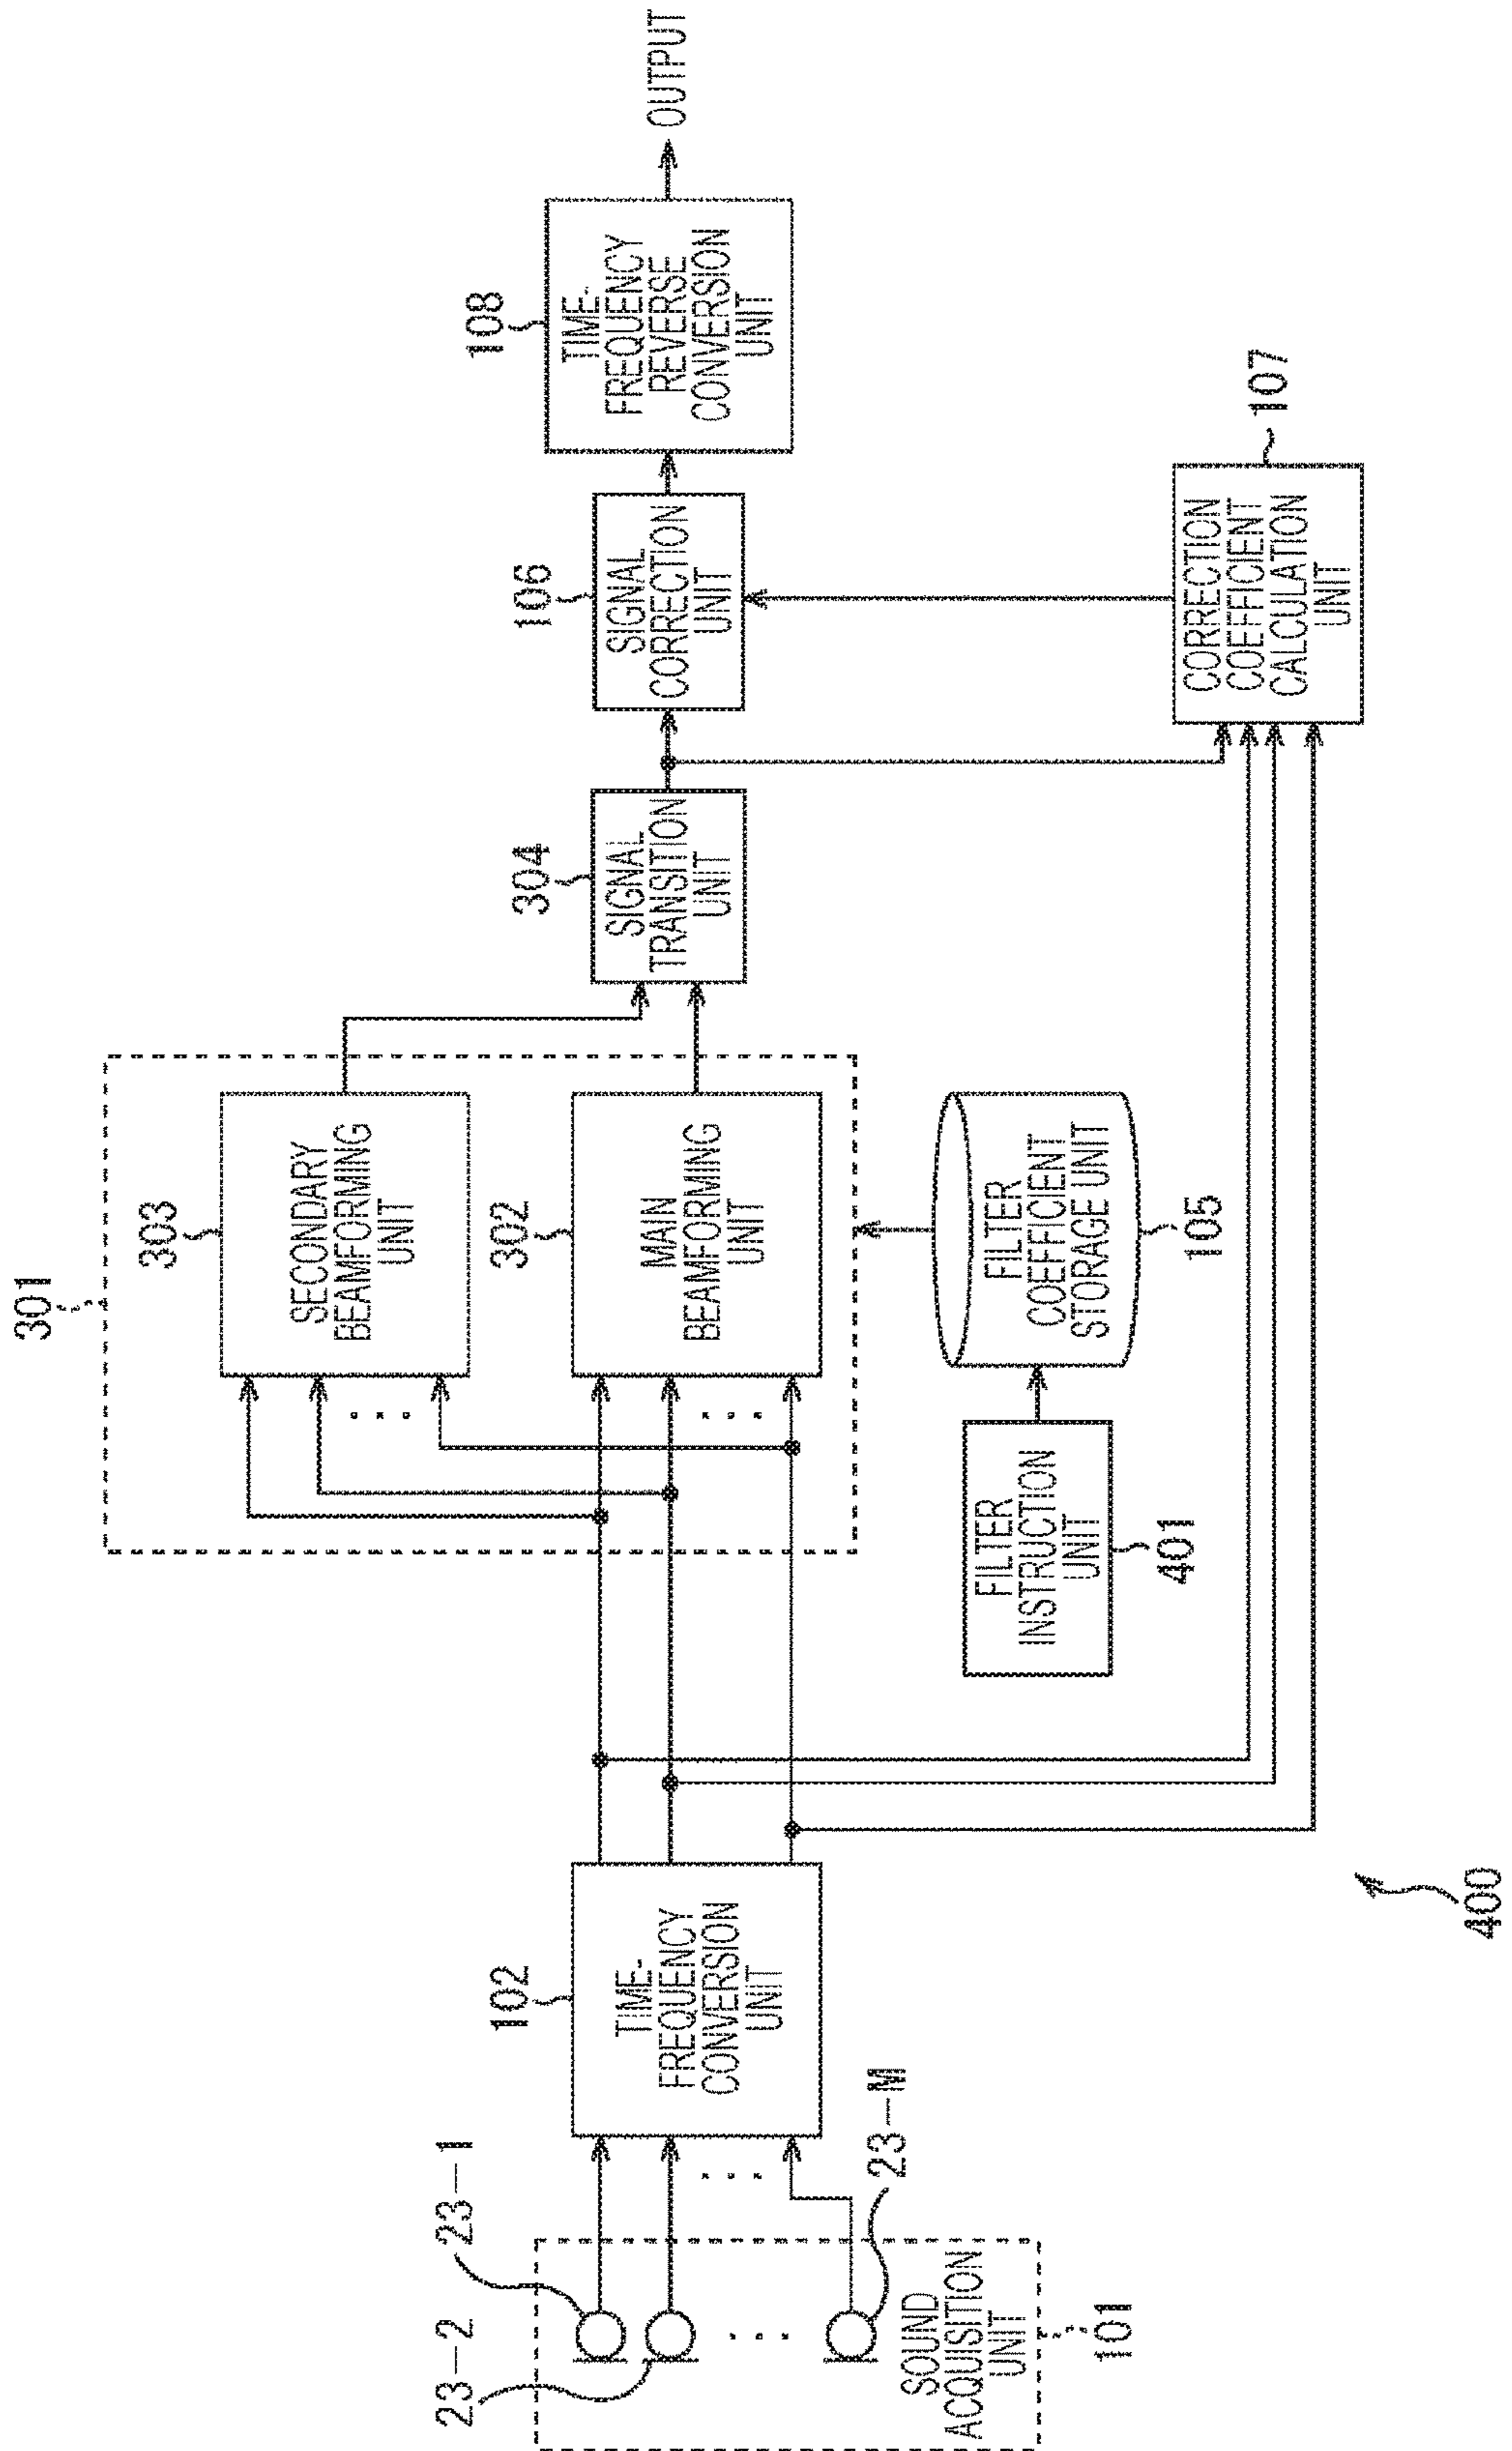 301
303
SECONDARY
BEAMFORMING
UNIT
302
MAIN
BEAMFORMING
UNIT
23-1
23-2
23-M
SOUND
ACQUISITION
UNIT
101
102
TIME-
FREQUENCY
CONVERSION
UNIT
304
SIGNAL
TRANSITION
UNIT
106
SIGNAL
CORRECTION
UNIT
108
TIME-
FREQUENCY
REVERSE
CONVERSION
UNIT
OUTPUT
FILTER
INSTRUCTION
UNIT
401
FILTER
COEFFICIENT
STORAGE UNIT
105
CORRECTION
COEFFICIENT
CALCULATION
UNIT
107
400